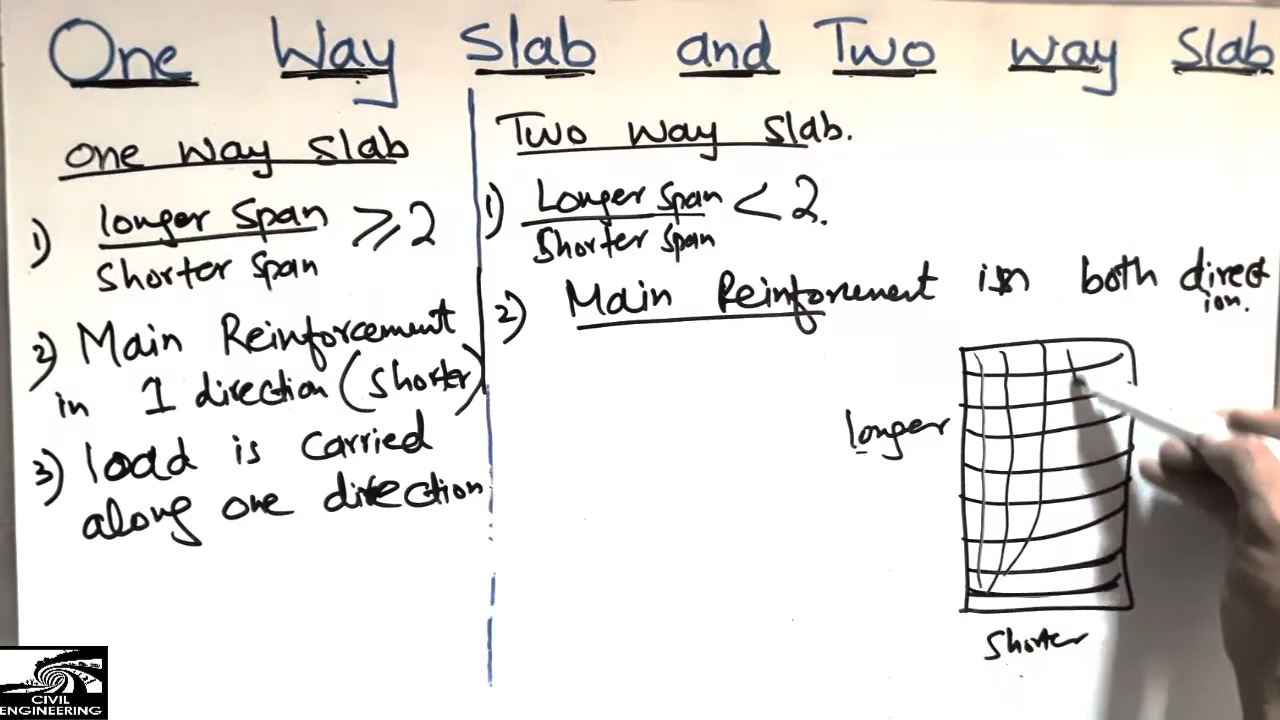 One Way Slab and Two way Slab
one way slab
1) longer span / Shorter span ⩾ 2
2) Main Reinforcement
in 1 direction (shorter)
3) load is carried
along one direction
Two way slab.
1) Longer span / Shorter span < 2.
2) Main Reinforcement in both direct
ion.
longer
Shorter
CIVIL
ENGINEERING